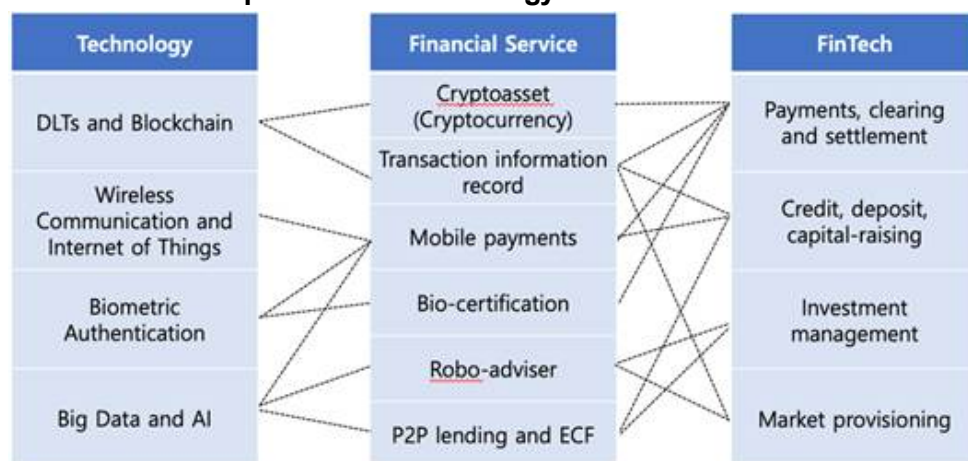 Technology
Financial Service
FinTech
DLTs and Blockchain
Wireless
Communication and
Internet of Things
Biometric
Authentication
Big Data and AI
Cryptoasset
(Cryptocurrency)
Transaction information
record
Mobile payments
Bio-certification
Robo-adviser
P2P lending and ECF
Payments, clearing
and settlement
Credit, deposit,
capital-raising
Investment
management
Market provisioning